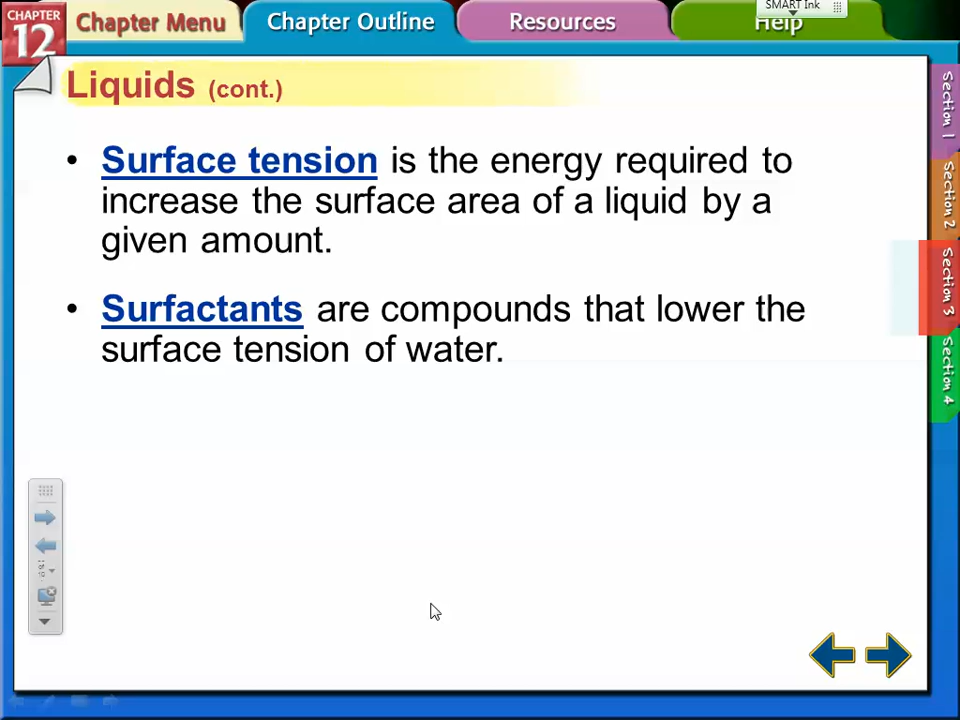 CHAPTER
12
Chapter Menu
Chapter Outline
Resources
Help
SMART Ink
Liquids (cont.)
• Surface tension is the energy required to
increase the surface area of a liquid by a
given amount.
• Surfactants are compounds that lower the
surface tension of water.
Section 1
Section 2
Section 3
Section 4